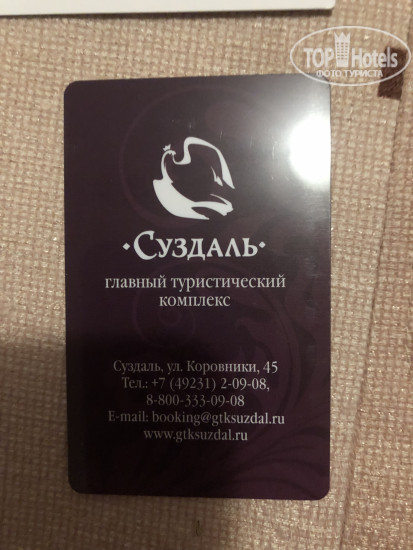 TOP Hotels
ФОТО ТУРИСТА
·СУЗДАЛЬ·
главный туристический
комплекс
Суздаль, ул. Коровники, 45
Тел.: +7 (49231) 2-09-08,
8-800-333-09-08
E-mail: booking@gtksuzdal.ru
www.gtksuzdal.ru